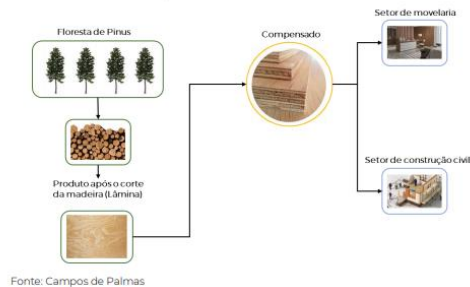 Floresta de Pinus
Compensado
Setor de movelaria
Produto após o corte
da madeira (Lâmina)
Setor de construção civil
Fonte: Campos de Palmas